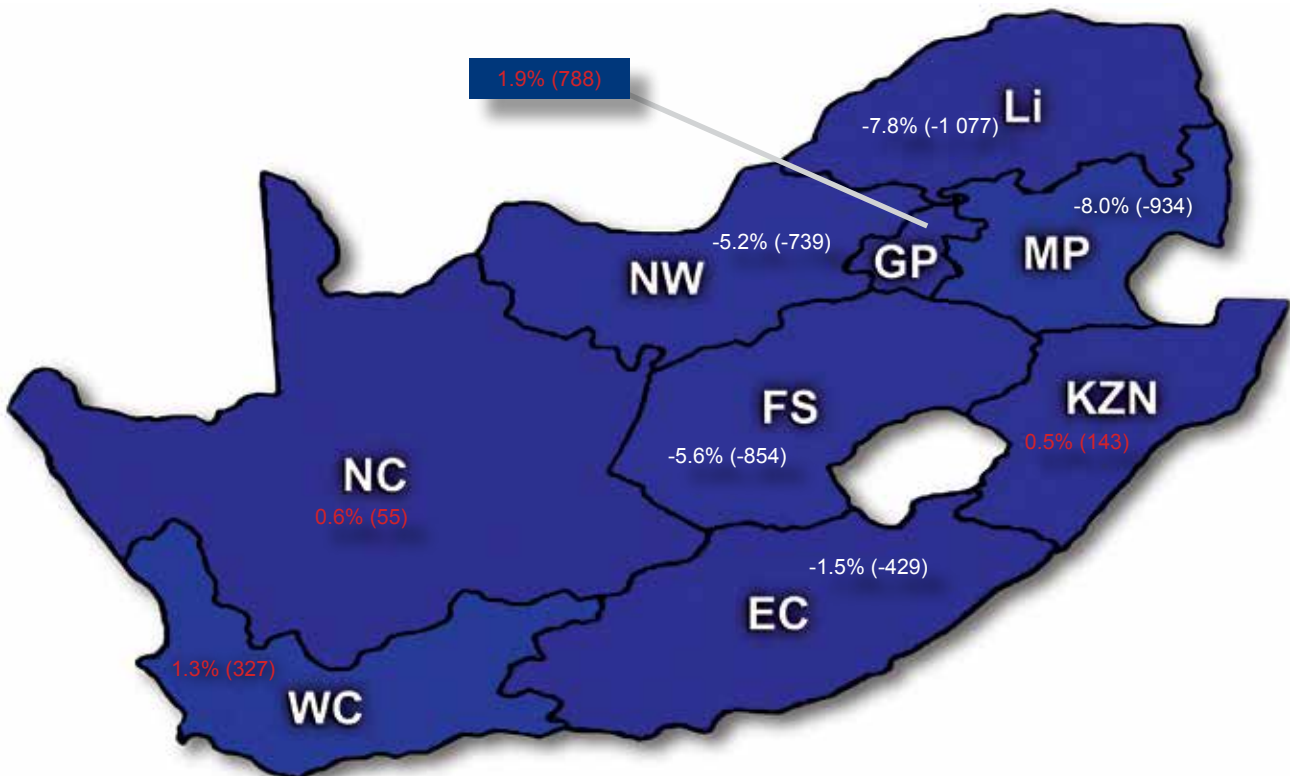 1.9% (788)
Li
-7.8% (-1 077)
-8.0% (-934)
-5.2% (-739)
GP
MP
NW
KZN
FS
0.5% (143)
-5.6% (-854)
NC
0.6% (55)
-1.5% (-429)
EC
1.3% (327)
WC